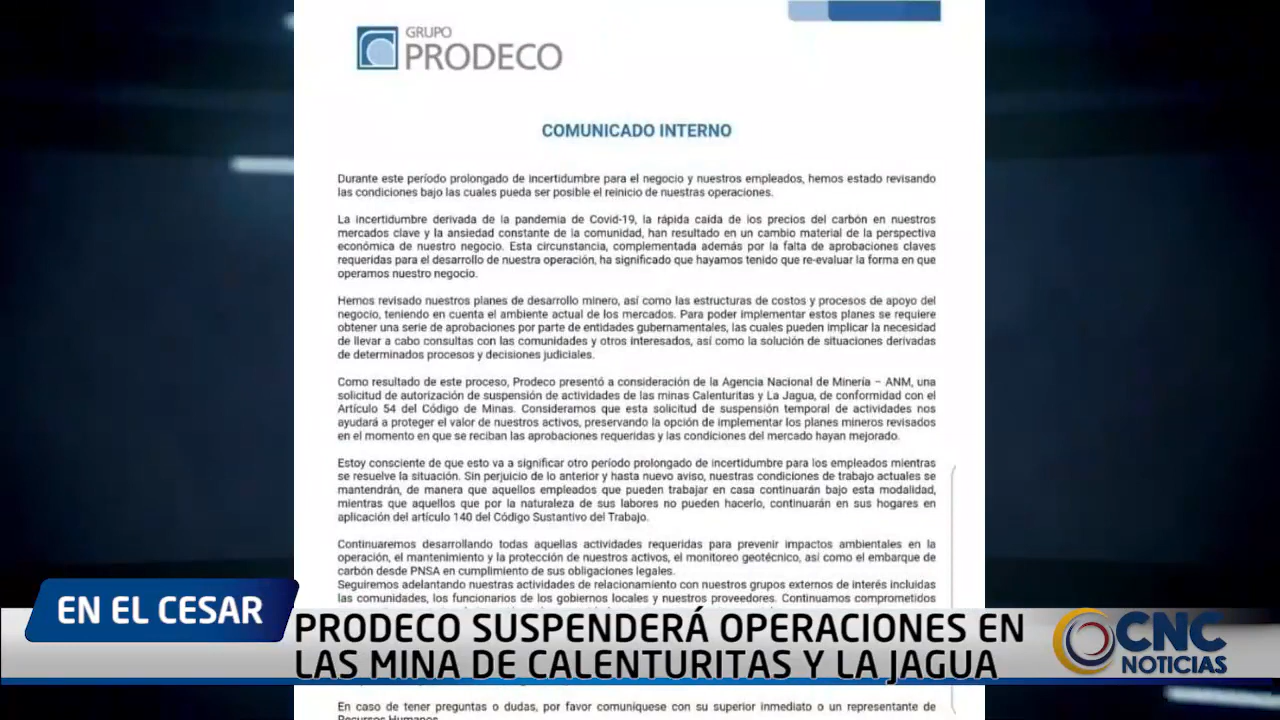 GRUPO
PRODECO
COMUNICADO INTERNO
Durante este período prolongado de incertidumbre para el negocio y nuestros empleados, hemos estado revisando
las condiciones bajo las cuales pueda ser posible el reinicio de nuestras operaciones.
La incertidumbre derivada de la pandemia de Covid-19, la rápida caída de los precios del carbón en nuestros
mercados clave y la ansiedad constante de la comunidad, han resultado en un cambio material de la perspectiva
económica de nuestro negocio. Esta circunstancia, complementada además por la falta de aprobaciones claves
requeridas para el desarrollo de nuestra operación, ha significado que hayamos tenido que re-evaluar la forma en que
operamos nuestro negocio.
Hemos revisado nuestros planes de desarrollo minero, así como las estructuras de costos y procesos de apoyo del
negocio, teniendo en cuenta el ambiente actual de los mercados. Para poder implementar estos planes se requiere
obtener una serie de aprobaciones por parte de entidades gubernamentales, las cuales pueden implicar la necesidad
de llevar a cabo consultas con las comunidades y otros interesados, así como la solución de situaciones derivadas
de determinados procesos y decisiones judiciales.
Como resultado de este proceso, Prodeco presentó a consideración de la Agencia Nacional de Minería – ANM, una
solicitud de autorización de suspensión de actividades de las minas Calenturitas y La Jagua, de conformidad con el
Artículo 54 del Código de Minas. Consideramos que esta solicitud de suspensión temporal de actividades nos
ayudará a proteger el valor de nuestros activos, preservando la opción de implementar los planes mineros revisados
en el momento en que se reciban las aprobaciones requeridas y las condiciones del mercado hayan mejorado.
Estoy consciente de que esto va a significar otro período prolongado de incertidumbre para los empleados mientras
se resuelve la situación. Sin perjuicio de lo anterior y hasta nuevo aviso, nuestras condiciones de trabajo actuales se
mantendrán, de manera que aquellos empleados que pueden trabajar en casa continuarán bajo esta modalidad,
mientras que aquellos que por la naturaleza de sus labores no pueden hacerlo, continuarán en sus hogares en
aplicación del artículo 140 del Código Sustantivo del Trabajo.
Continuaremos desarrollando todas aquellas actividades requeridas para prevenir impactos ambientales en la
operación, el mantenimiento y la protección de nuestros activos, el monitoreo geotécnico, así como el embarque de
carbón desde PNSA en cumplimiento de sus obligaciones legales.
Seguiremos adelantando nuestras actividades de relacionamiento con nuestros grupos externos de interés incluidas
las comunidades, los funcionarios de los gobiernos locales y nuestros proveedores. Continuamos comprometidos
EN EL CESAR
PRODECO SUSPENDERÁ OPERACIONES EN
LAS MINA DE CALENTURITAS Y LA JAGUA
CNC
NOTICIAS
En caso de tener preguntas o dudas, por favor comuníquese con su superior inmediato o un representante de
Recursos Humanos.